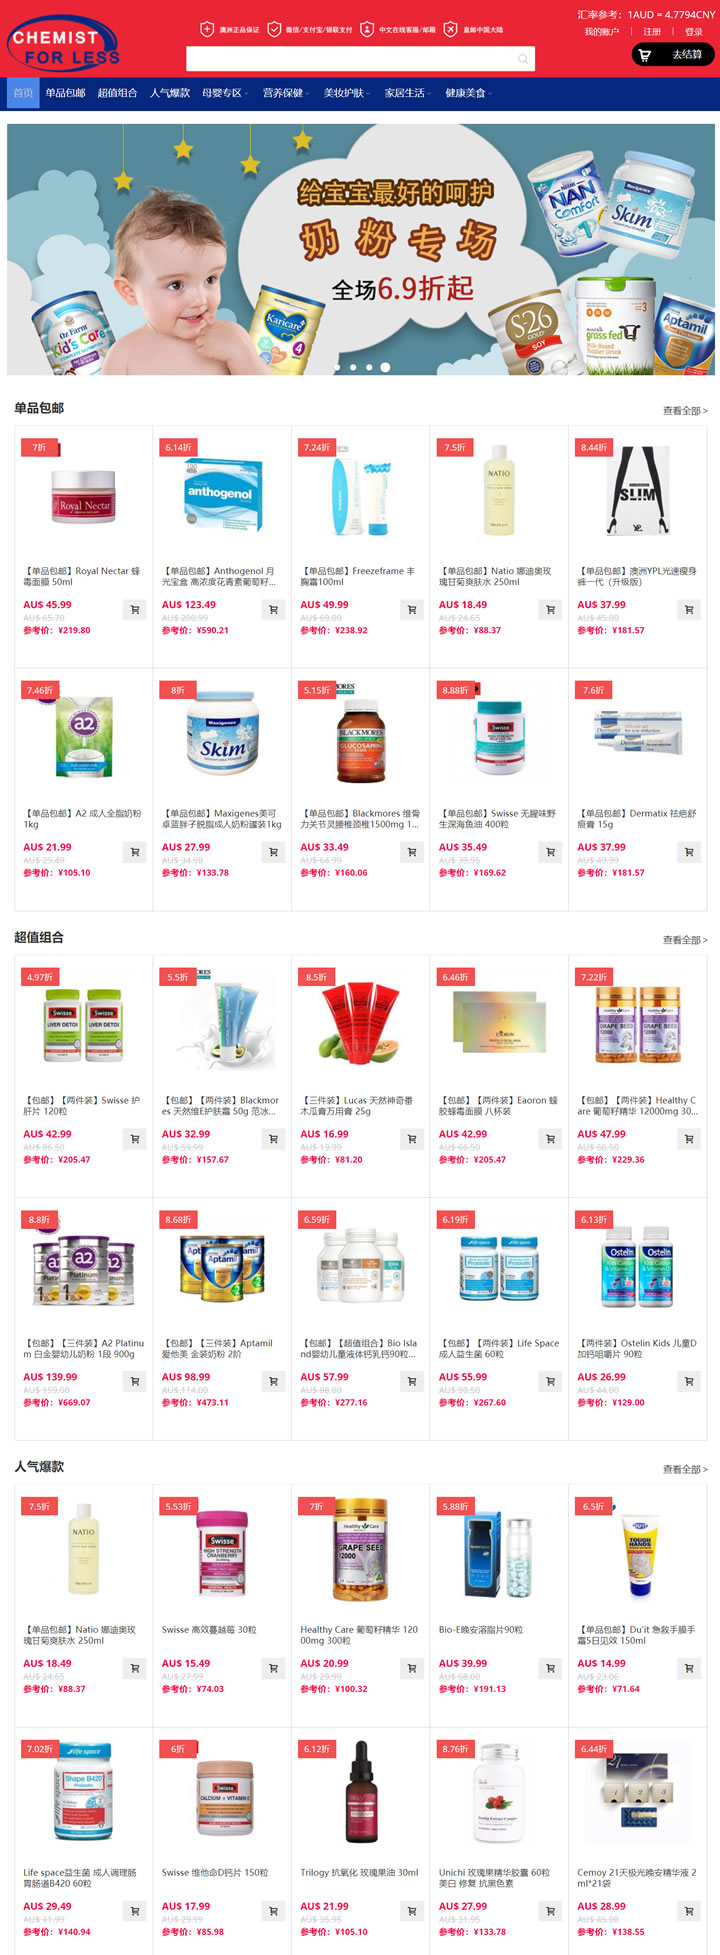 汇率参考：1AUD = 4.7794CNY
CHEMIST
FOR LESS
澳洲正品保证
微信/支付宝/银联支付
中文在线客服/邮箱
直邮中国大陆
我的账户 | 注册 | 登录
去结算
首页 单品包邮 超值组合 人气爆款 母婴专区 营养保健 美妆护肤 家居生活 健康美食
给宝宝最好的呵护
奶粉专场
全场6.9折起
单品包邮
查看全部 >
7折 6.14折 7.24折 7.5折 8.44折
【单品包邮】Royal Nectar 蜂毒面膜 50ml
AU$ 45.99
AU$ 65.70
参考价：¥219.80
【单品包邮】Anthogenol 月光宝盒 高浓度花青素葡萄籽...
AU$ 123.49
AU$ 200.99
参考价：¥590.21
【单品包邮】Freezeframe 丰胸霜100ml
AU$ 49.99
AU$ 69.00
参考价：¥238.92
【单品包邮】Natio 娜迪奥玫瑰甘菊爽肤水 250ml
AU$ 18.49
AU$ 24.65
参考价：¥88.37
【单品包邮】澳洲YPL光速瘦身裤一代（升级版）
AU$ 37.99
AU$ 45.00
参考价：¥181.57
7.46折 8折 5.15折 8.88折 7.6折
【单品包邮】A2 成人全脂奶粉 1kg
AU$ 21.99
AU$ 29.49
参考价：¥105.10
【单品包邮】Maxigenes美可卓蓝胖子脱脂成人奶粉罐装1kg
AU$ 27.99
AU$ 34.98
参考价：¥133.78
【单品包邮】Blackmores 维骨力关节灵腰椎颈椎1500mg 1...
AU$ 33.49
AU$ 64.99
参考价：¥160.06
【单品包邮】Swisse 无腥味野生深海鱼油 400粒
AU$ 35.49
AU$ 39.95
参考价：¥169.62
【单品包邮】Dermatix 祛疤舒痕膏 15g
AU$ 37.99
AU$ 49.99
参考价：¥181.57
超值组合
查看全部 >
4.97折 5.5折 8.5折 6.46折 7.22折
【包邮】【两件装】Swisse 护肝片 120粒
AU$ 42.99
AU$ 86.50
参考价：¥205.47
【包邮】【两件装】Blackmores 天然维E护肤霜 50g 范冰...
AU$ 32.99
AU$ 59.99
参考价：¥157.67
【三件装】Lucas 天然神奇番木瓜膏万用膏 25g
AU$ 16.99
AU$ 19.99
参考价：¥81.20
【包邮】【两件装】Eaoron 蜂胶蜂毒面膜 八杯装
AU$ 42.99
AU$ 66.50
参考价：¥205.47
【包邮】【两件装】Healthy Care 葡萄籽精华 12000mg 30...
AU$ 47.99
AU$ 66.50
参考价：¥229.36
8.8折 8.68折 6.59折 6.19折 6.13折
【包邮】【三件装】A2 Platinum 白金婴幼儿奶粉 1段 900g
AU$ 139.99
AU$ 159.00
参考价：¥669.07
【包邮】【三件装】Aptamil 爱他美 金装奶粉 2阶
AU$ 98.99
AU$ 114.00
参考价：¥473.11
【包邮】【超值组合】Bio Island婴幼儿童液体钙乳钙90粒...
AU$ 57.99
AU$ 88.00
参考价：¥277.16
【包邮】【两件装】Life Space 成人益生菌 60粒
AU$ 55.99
AU$ 90.50
参考价：¥267.60
【两件装】Ostelin Kids 儿童D加钙咀嚼片 90粒
AU$ 26.99
AU$ 44.00
参考价：¥129.00
人气爆款
查看全部 >
7.5折 5.53折 7折 5.88折 6.5折
【单品包邮】Natio 娜迪奥玫瑰甘菊爽肤水 250ml
AU$ 18.49
AU$ 24.65
参考价：¥88.37
Swisse 高效蔓越莓 30粒
AU$ 15.49
AU$ 27.99
参考价：¥74.03
Healthy Care 葡萄籽精华 12000mg 300粒
AU$ 20.99
AU$ 29.99
参考价：¥100.32
Bio-E晚安溶脂片90粒
AU$ 39.99
AU$ 68.00
参考价：¥191.13
【单品包邮】Du'it 急救手膜手霜5日见效 150ml
AU$ 14.99
AU$ 23.06
参考价：¥71.64
7.02折 6折 6.12折 8.76折 6.44折
Life space益生菌 成人调理肠胃肠道B420 60粒
AU$ 29.49
AU$ 41.99
参考价：¥140.94
Swisse 维他命D钙片 150粒
AU$ 17.99
AU$ 29.99
参考价：¥85.98
Trilogy 抗氧化 玫瑰果油 30ml
AU$ 21.99
AU$ 35.95
参考价：¥105.10
Unichi 玫瑰果精华胶囊 60粒 美白 修复 抗黑色素
AU$ 27.99
AU$ 31.95
参考价：¥133.78
Cemoy 21天极光晚安精华液 2ml*21袋
AU$ 28.99
AU$ 45.00
参考价：¥138.55